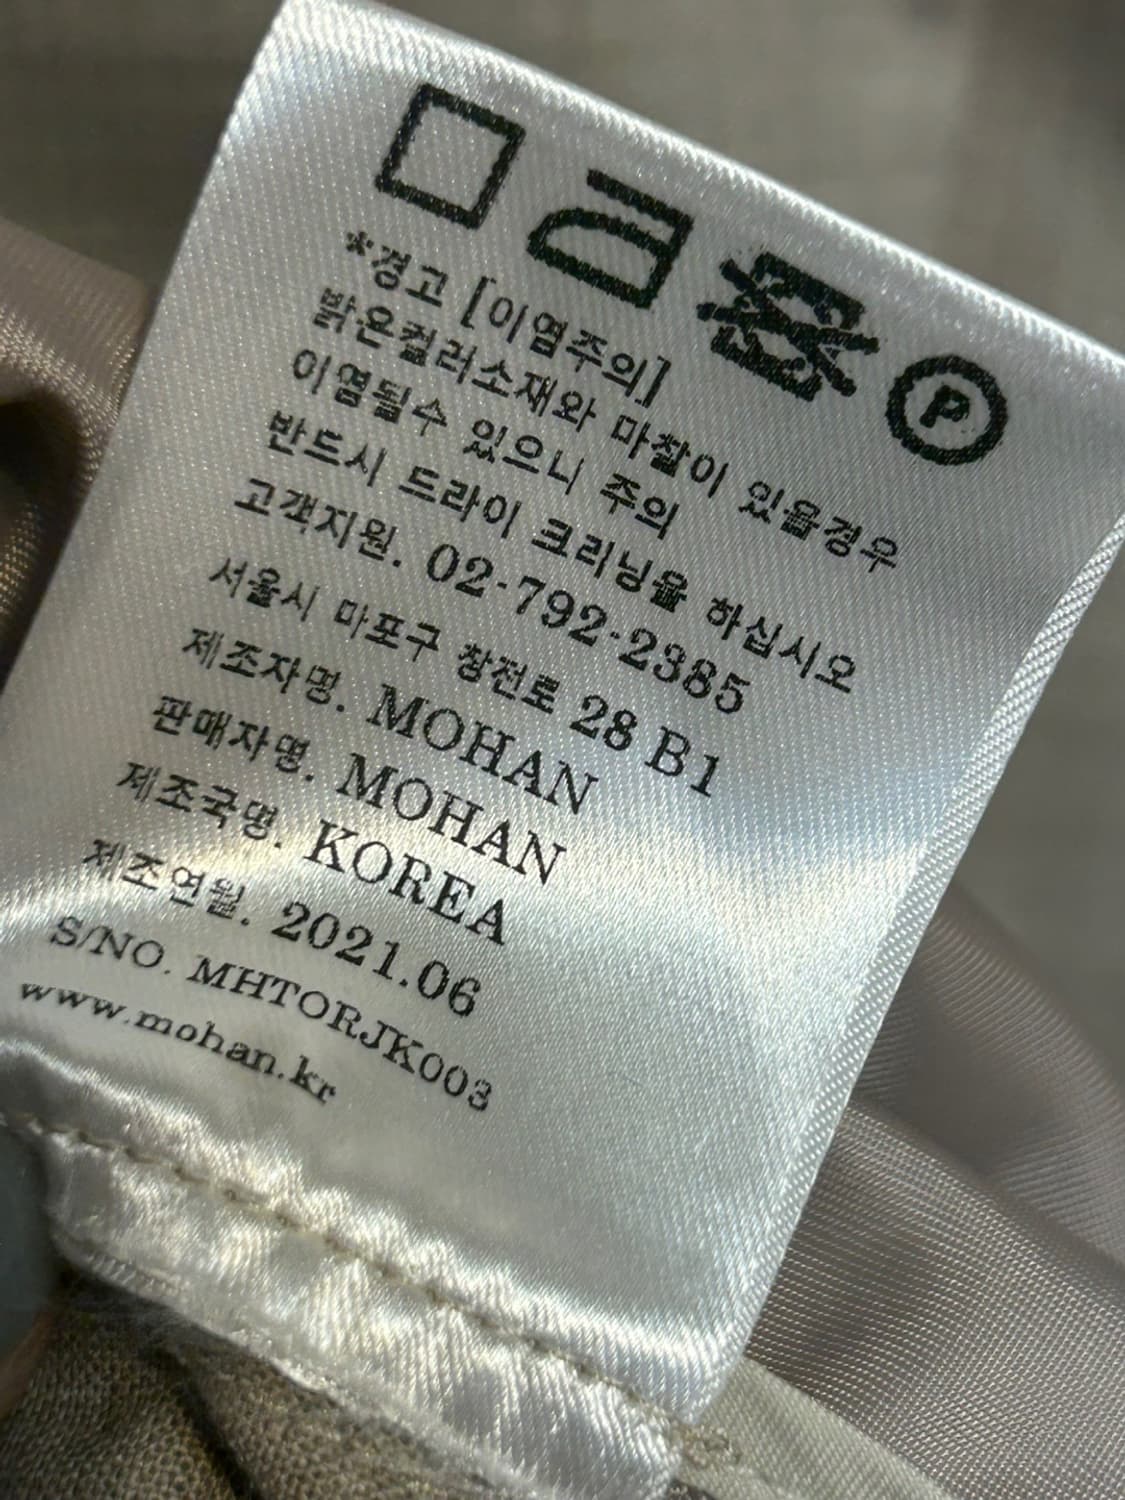 P
*경고 [이염주의]
밝은컬러소재와 마찰이 있을경우
이염될수 있으니 주의
반드시 드라이 크리닝을 하십시오
고객지원. 02-792-2385
서울시 마포구 창전로 28 B1
제조자명. MOHAN
판매자명. MOHAN
제조국명. KOREA
제조연월. 2021.06
S/NO. MHTORJK003
www.mohan.kr